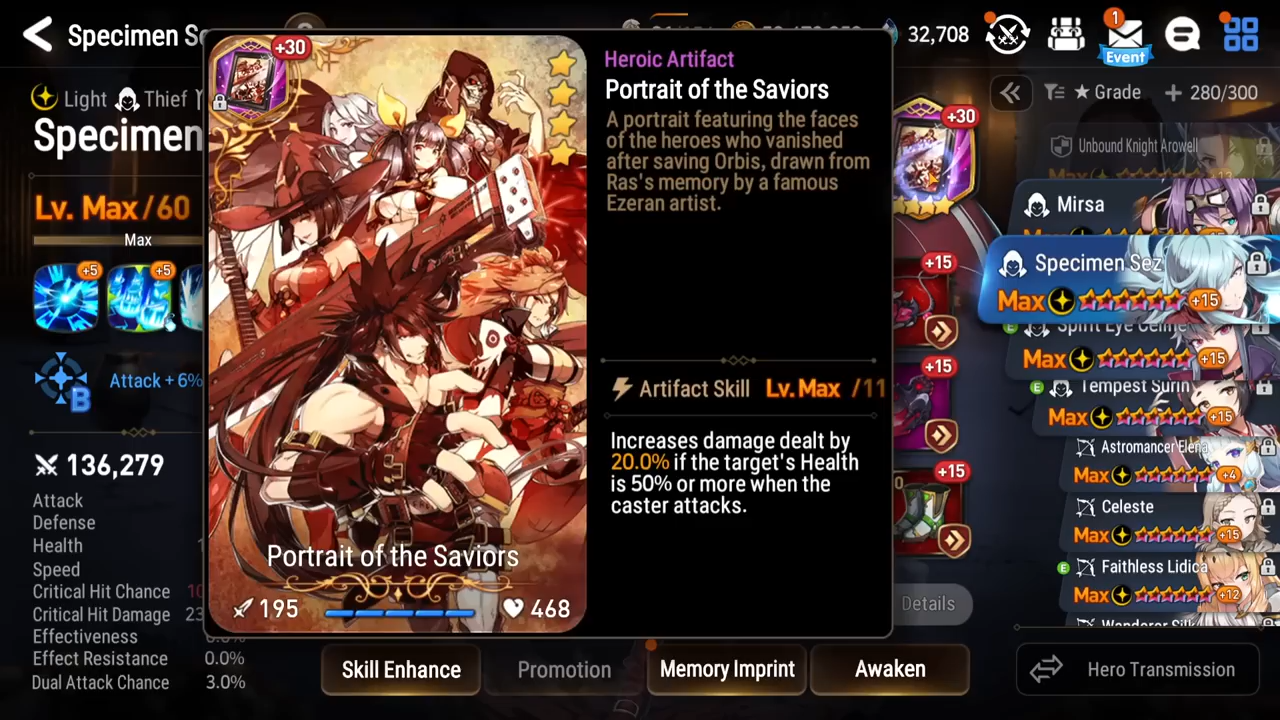 Specimen
32,708
1
Event
Light Thief
Specimen
Lv. Max/60
Max
+5
+5
Attack + 6%
B
136,279
Attack
Defense
Health
Speed
Critical Hit Chance
Critical Hit Damage
Effectiveness
Effect Resistance 0.0%
Dual Attack Chance 3.0%
+30
Portrait of the Saviors
195
468
Heroic Artifact
Portrait of the Saviors
A portrait featuring the faces
of the heroes who vanished
after saving Orbis, drawn from
Ras's memory by a famous
Ezeran artist.
Artifact Skill Lv.Max /11
Increases damage dealt by
20.0% if the target's Health
is 50% or more when the
caster attacks.
+30
+15
+15
+15
Details
Grade
280/300
Unbound Knight Arowell
Mirsa
Specimen Sez
Max +15
Spirit Eye Celine
Max +15
Tempest Surin
Max +15
Astromancer Elena
Max +4
Celeste
Max +15
Faithless Lidica
Max +12
Skill Enhance
Promotion
Memory Imprint
Awaken
Hero Transmission